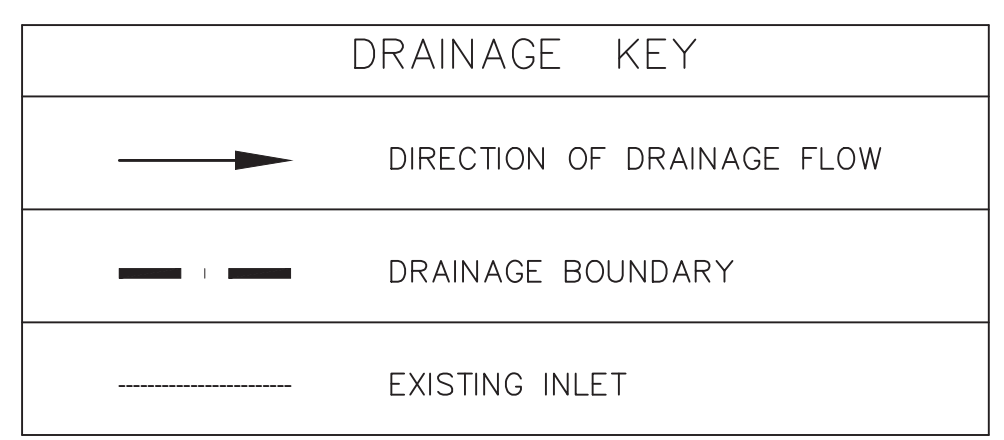 DRAINAGE KEY
DIRECTION OF DRAINAGE FLOW
DRAINAGE BOUNDARY
EXISTING INLET